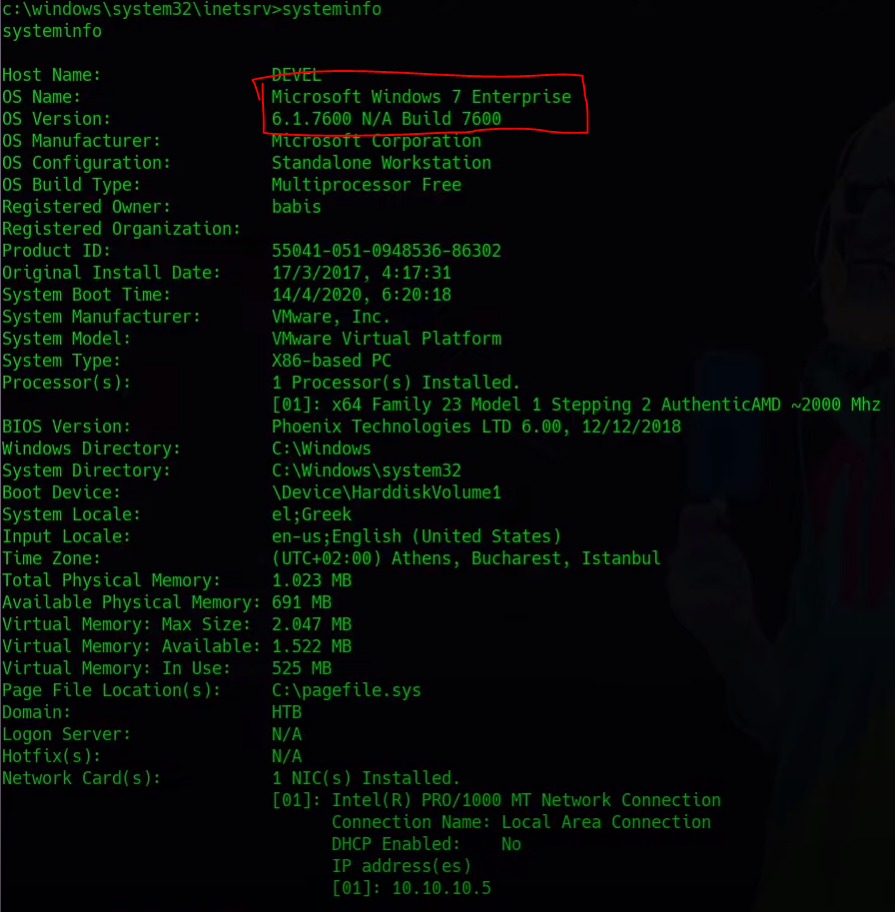 c:\windows\system32\inetsrv>systeminfo
systeminfo
Host Name: DEVEL
OS Name: Microsoft Windows 7 Enterprise
OS Version: 6.1.7600 N/A Build 7600
OS Manufacturer: Microsoft Corporation
OS Configuration: Standalone Workstation
OS Build Type: Multiprocessor Free
Registered Owner: babis
Registered Organization:
Product ID: 55041-051-0948536-86302
Original Install Date: 17/3/2017, 4:17:31
System Boot Time: 14/4/2020, 6:20:18
System Manufacturer: VMware, Inc.
System Model: VMware Virtual Platform
System Type: X86-based PC
Processor(s): 1 Processor(s) Installed.
[01]: x64 Family 23 Model 1 Stepping 2 AuthenticAMD ~2000 Mhz
BIOS Version: Phoenix Technologies LTD 6.00, 12/12/2018
Windows Directory: C:\Windows
System Directory: C:\Windows\system32
Boot Device: \Device\HarddiskVolume1
System Locale: el;Greek
Input Locale: en-us;English (United States)
Time Zone: (UTC+02:00) Athens, Bucharest, Istanbul
Total Physical Memory: 1.023 MB
Available Physical Memory: 691 MB
Virtual Memory: Max Size: 2.047 MB
Virtual Memory: Available: 1.522 MB
Virtual Memory: In Use: 525 MB
Page File Location(s): C:\pagefile.sys
Domain: HTB
Logon Server: N/A
Hotfix(s): N/A
Network Card(s): 1 NIC(s) Installed.
[01]: Intel(R) PRO/1000 MT Network Connection
Connection Name: Local Area Connection
DHCP Enabled: No
IP address(es)
[01]: 10.10.10.5